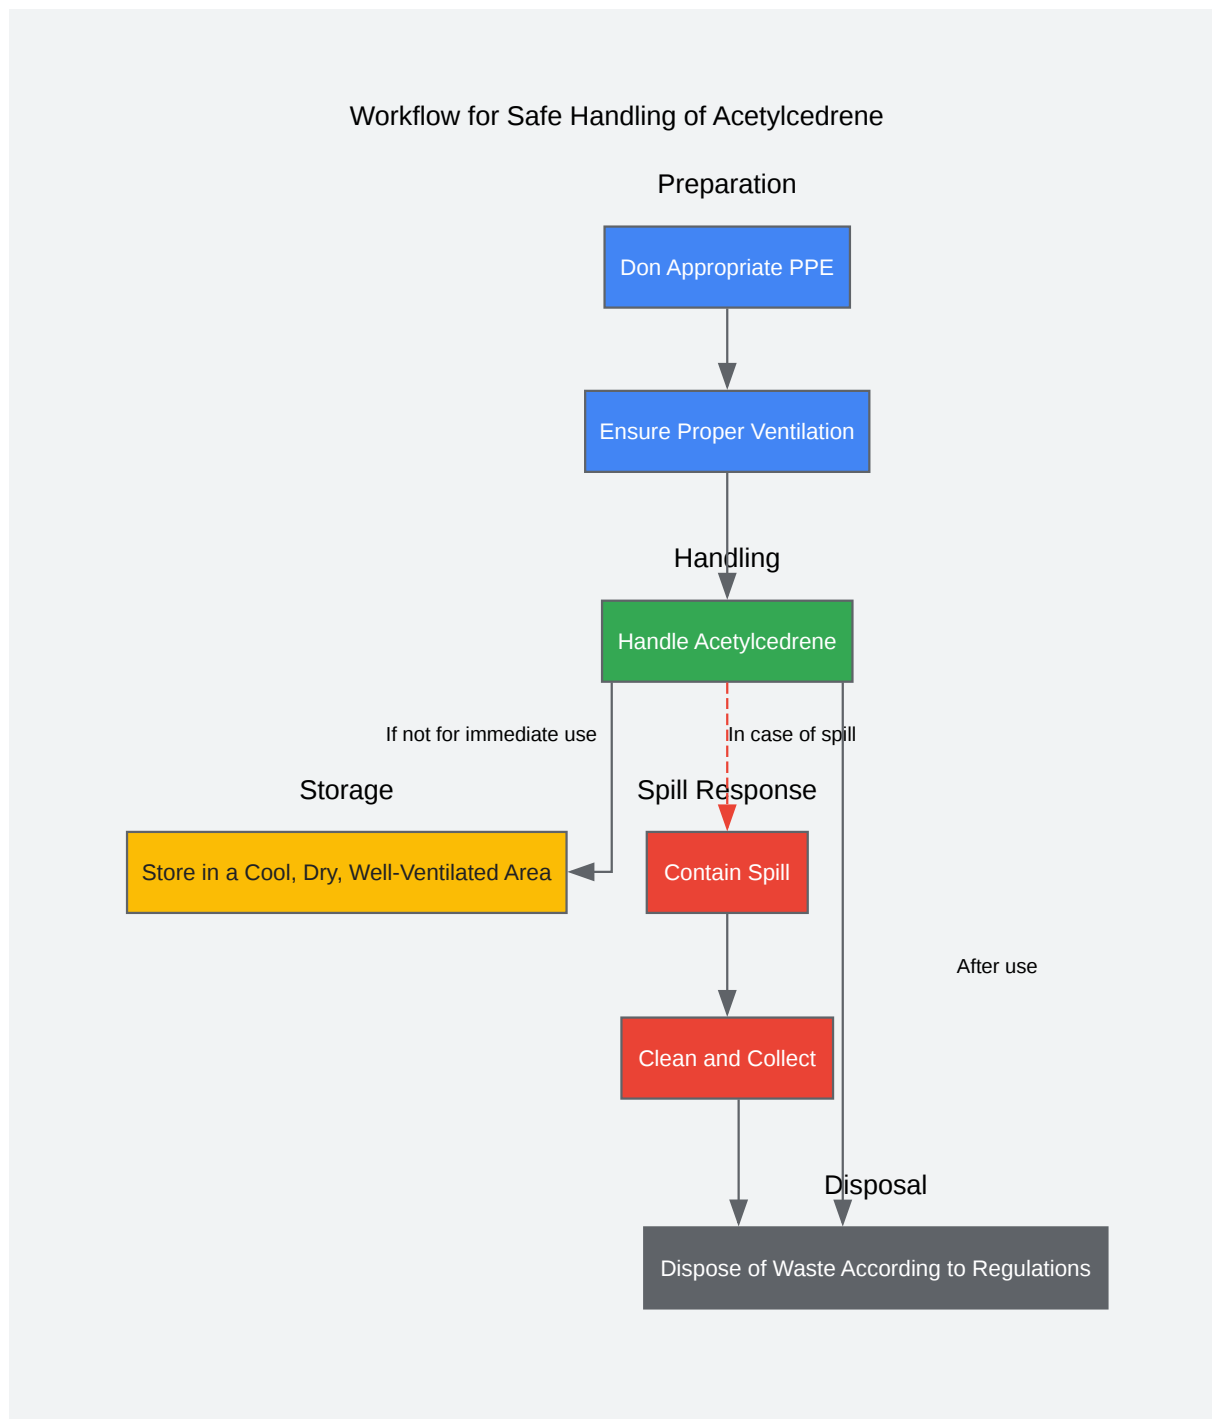 Workflow for Safe Handling of Acetylcedrene
Preparation
Don Appropriate PPE
Ensure Proper Ventilation
Handling
Handle Acetylcedrene
If not for immediate use
In case of spill
Storage
Spill Response
Store in a Cool, Dry, Well-Ventilated Area
Contain Spill
After use
Clean and Collect
Disposal
Dispose of Waste According to Regulations